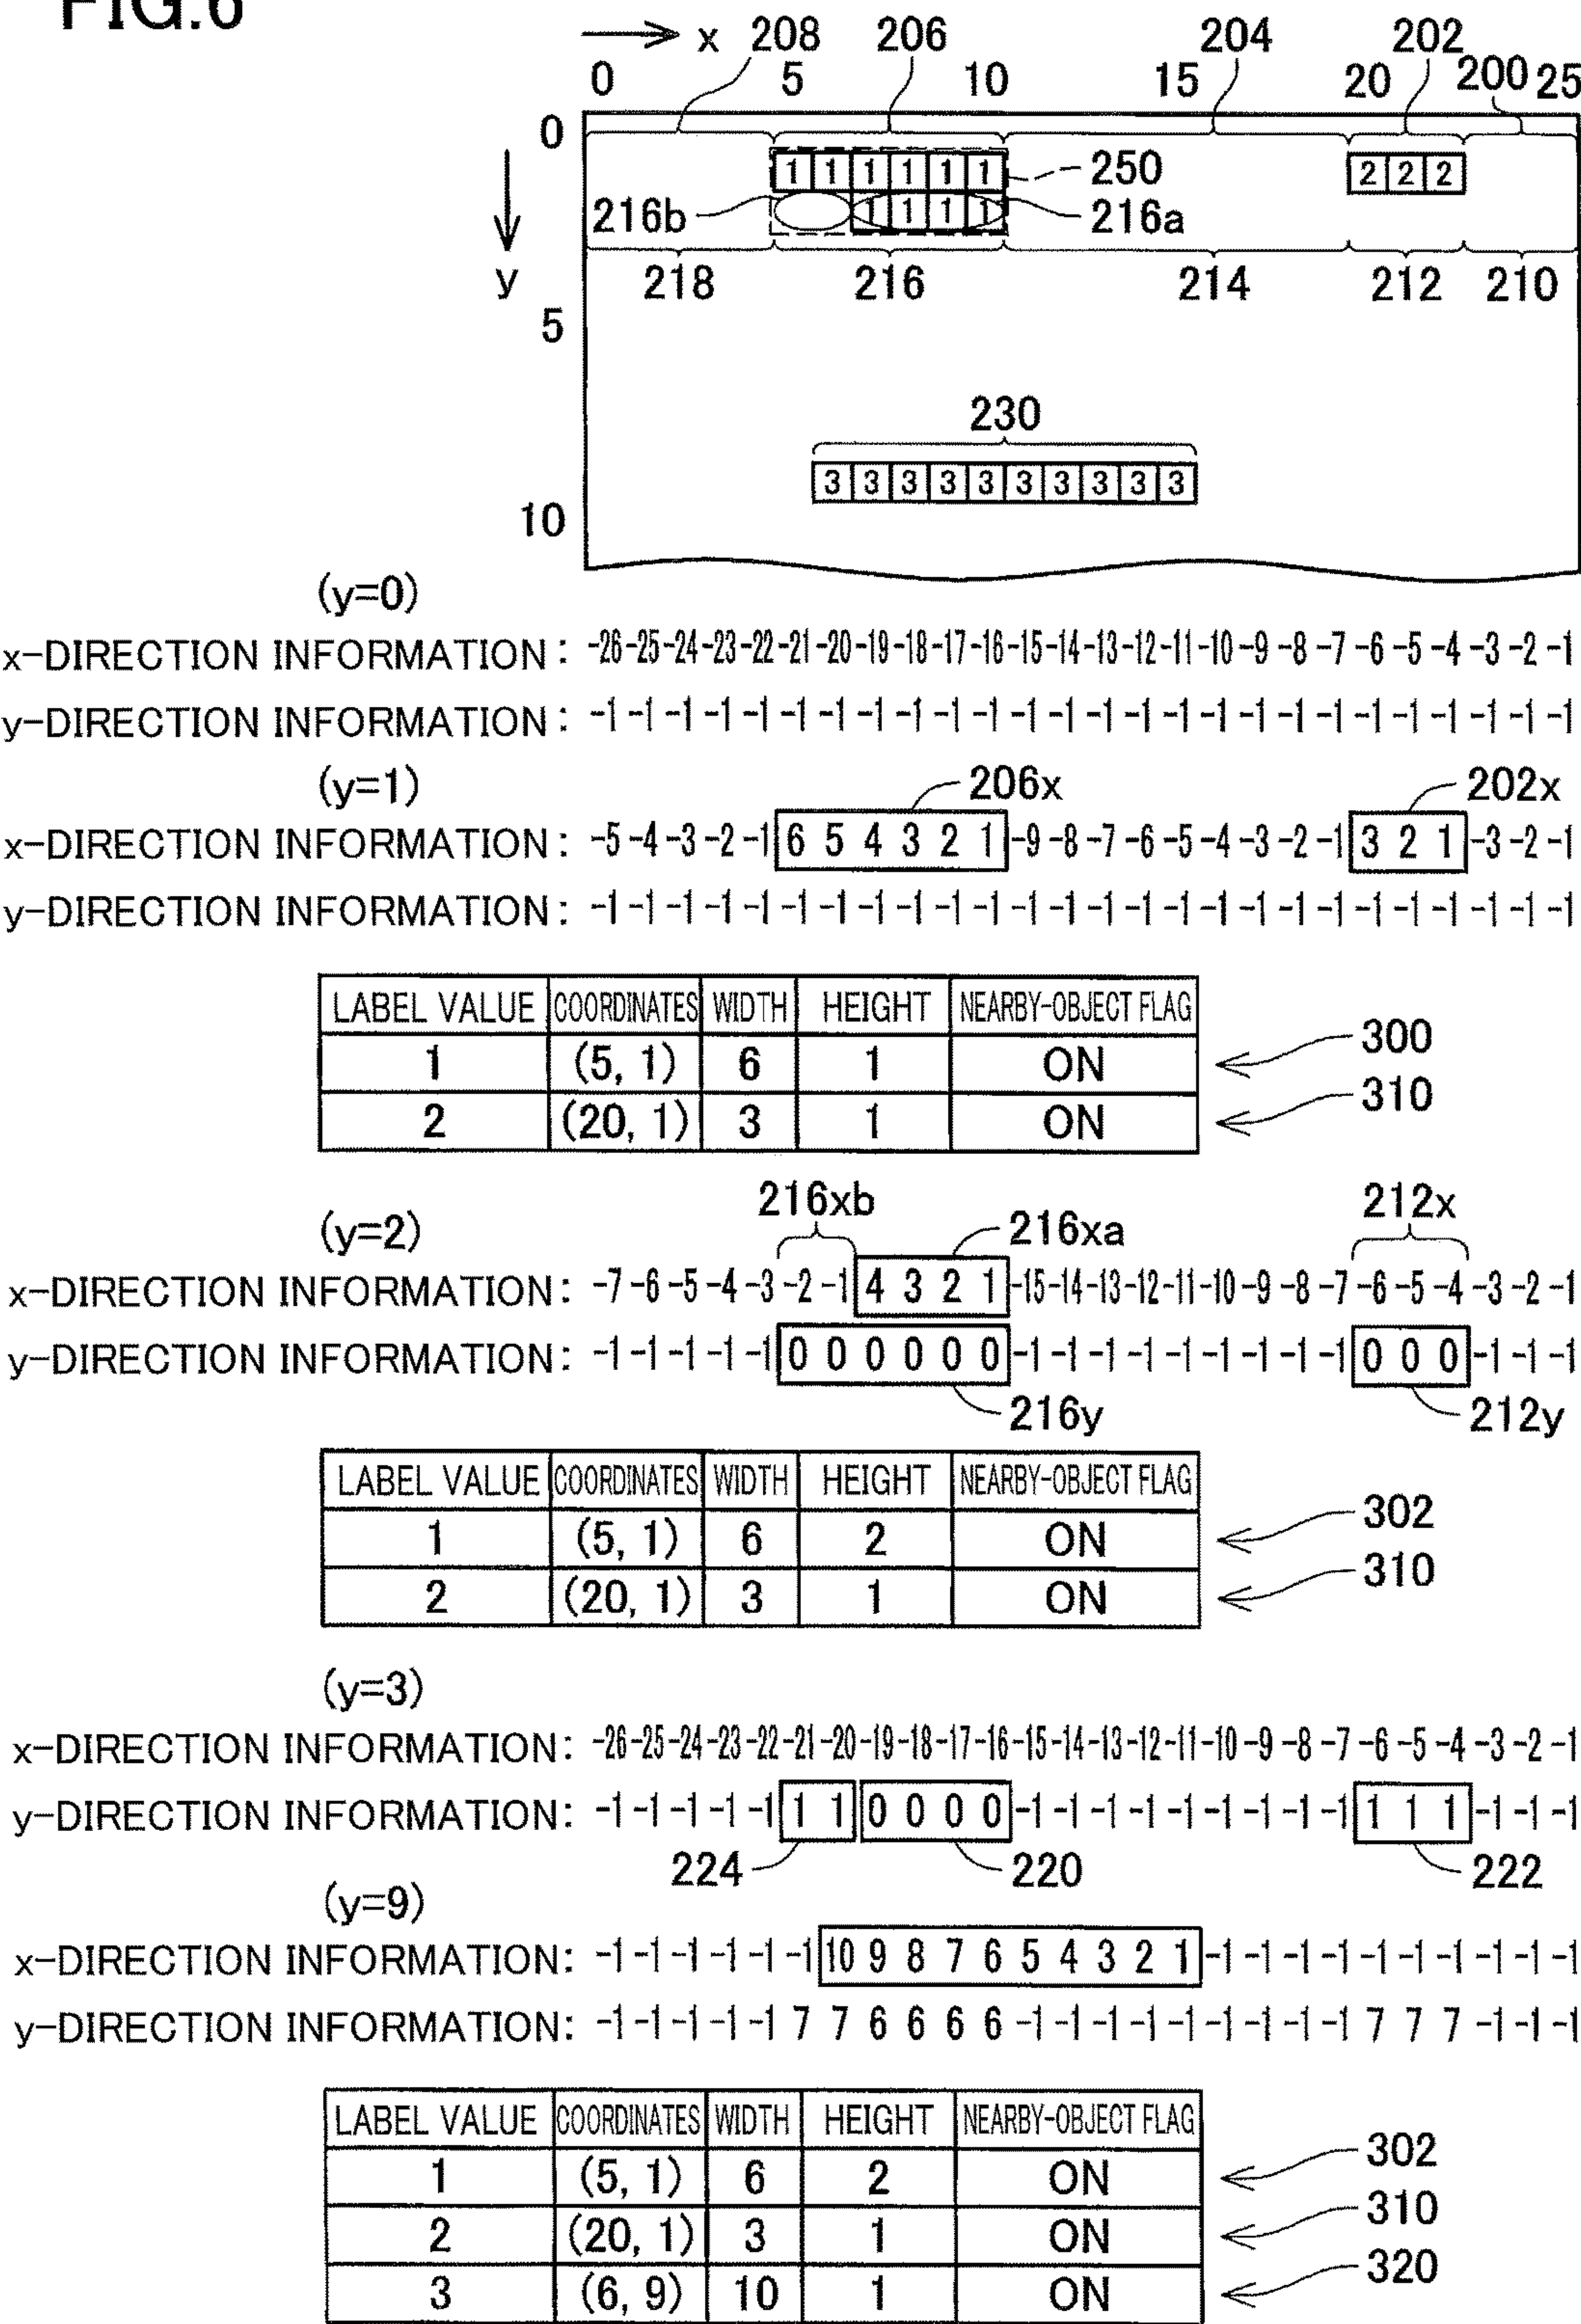 FIG.6
x 208 206 204 202
0 5 10 15 20 200 25
0
1 1 1 1 1 1 250 2 2 2
216b 1 1 1 1 216a
y 218 216 214 212 210
5
230
3 3 3 3 3 3 3 3 3 3
10
(y=0)
x-DIRECTION INFORMATION: -26 -25 -24 -23 -22 -21 -20 -19 -18 -17 -16 -15 -14 -13 -12 -11 -10 -9 -8 -7 -6 -5 -4 -3 -2 -1
y-DIRECTION INFORMATION: -1 -1 -1 -1 -1 -1 -1 -1 -1 -1 -1 -1 -1 -1 -1 -1 -1 -1 -1 -1 -1 -1 -1 -1 -1 -1
(y=1) 206x 202x
x-DIRECTION INFORMATION: -5 -4 -3 -2 -1 6 5 4 3 2 1 -9 -8 -7 -6 -5 -4 -3 -2 -1 3 2 1 -3 -2 -1
y-DIRECTION INFORMATION: -1 -1 -1 -1 -1 -1 -1 -1 -1 -1 -1 -1 -1 -1 -1 -1 -1 -1 -1 -1 -1 -1 -1 -1 -1 -1
LABEL VALUE COORDINATES WIDTH HEIGHT NEARBY-OBJECT FLAG
1 (5, 1) 6 1 ON 300
2 (20, 1) 3 1 ON 310
(y=2) 216xb 216xa 212x
x-DIRECTION INFORMATION: -7 -6 -5 -4 -3 -2 -1 4 3 2 1 -15 -14 -13 -12 -11 -10 -9 -8 -7 -6 -5 -4 -3 -2 -1
y-DIRECTION INFORMATION: -1 -1 -1 -1 -1 0 0 0 0 0 0 -1 -1 -1 -1 -1 -1 -1 -1 -1 0 0 0 -1 -1 -1
216y 212y
LABEL VALUE COORDINATES WIDTH HEIGHT NEARBY-OBJECT FLAG
1 (5, 1) 6 2 ON 302
2 (20, 1) 3 1 ON 310
(y=3)
x-DIRECTION INFORMATION: -26 -25 -24 -23 -22 -21 -20 -19 -18 -17 -16 -15 -14 -13 -12 -11 -10 -9 -8 -7 -6 -5 -4 -3 -2 -1
y-DIRECTION INFORMATION: -1 -1 -1 -1 -1 1 1 0 0 0 0 -1 -1 -1 -1 -1 -1 -1 -1 -1 1 1 1 -1 -1 -1
224 220 222
(y=9)
x-DIRECTION INFORMATION: -1 -1 -1 -1 -1 -1 10 9 8 7 6 5 4 3 2 1 -1 -1 -1 -1 -1 -1 -1 -1 -1 -1
y-DIRECTION INFORMATION: -1 -1 -1 -1 -1 7 7 6 6 6 6 -1 -1 -1 -1 -1 -1 -1 -1 -1 7 7 7 -1 -1 -1
LABEL VALUE COORDINATES WIDTH HEIGHT NEARBY-OBJECT FLAG
1 (5, 1) 6 2 ON 302
2 (20, 1) 3 1 ON 310
3 (6, 9) 10 1 ON 320